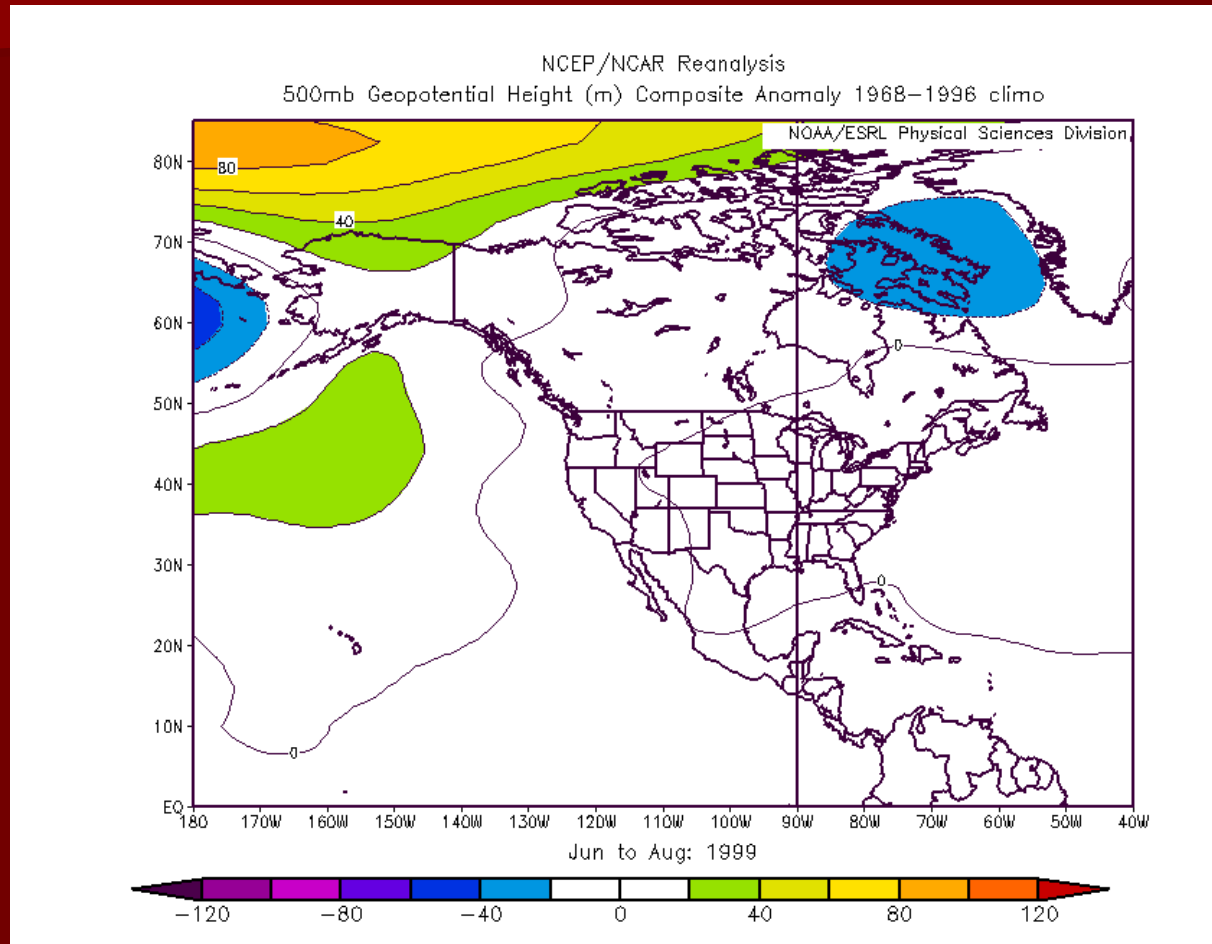 NCEP/NCAR Reanalysis
500mb Geopotential Height (m) Composite Anomaly 1968-1996 climo
NOAA/ESRL Physical Sciences Division
80N
80
40
70N
60N
0
50N
40N
30N
0
20N
10N
0
EQ
180 170W 160W 150W 140W 130W 120W 110W 100W 90W 80W 70W 60W 50W 40W
Jun to Aug: 1999
-120 -80 -40 0 40 80 120